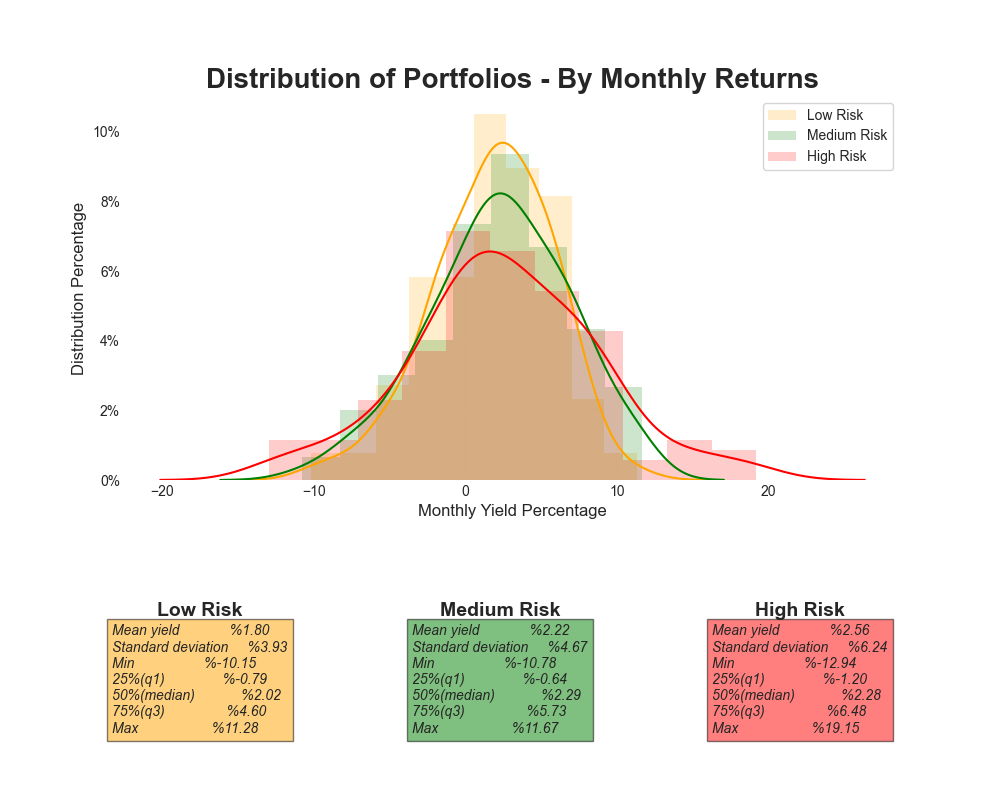 Distribution of Portfolios - By Monthly Returns
Low Risk
Medium Risk
High Risk
Distribution Percentage
10%
8%
6%
4%
2%
0%
−20
−10
0
10
20
Monthly Yield Percentage
Low Risk
Mean yield %1.80
Standard deviation %3.93
Min %-10.15
25%(q1) %-0.79
50%(median) %2.02
75%(q3) %4.60
Max %11.28
Medium Risk
Mean yield %2.22
Standard deviation %4.67
Min %-10.78
25%(q1) %-0.64
50%(median) %2.29
75%(q3) %5.73
Max %11.67
High Risk
Mean yield %2.56
Standard deviation %6.24
Min %-12.94
25%(q1) %-1.20
50%(median) %2.28
75%(q3) %6.48
Max %19.15